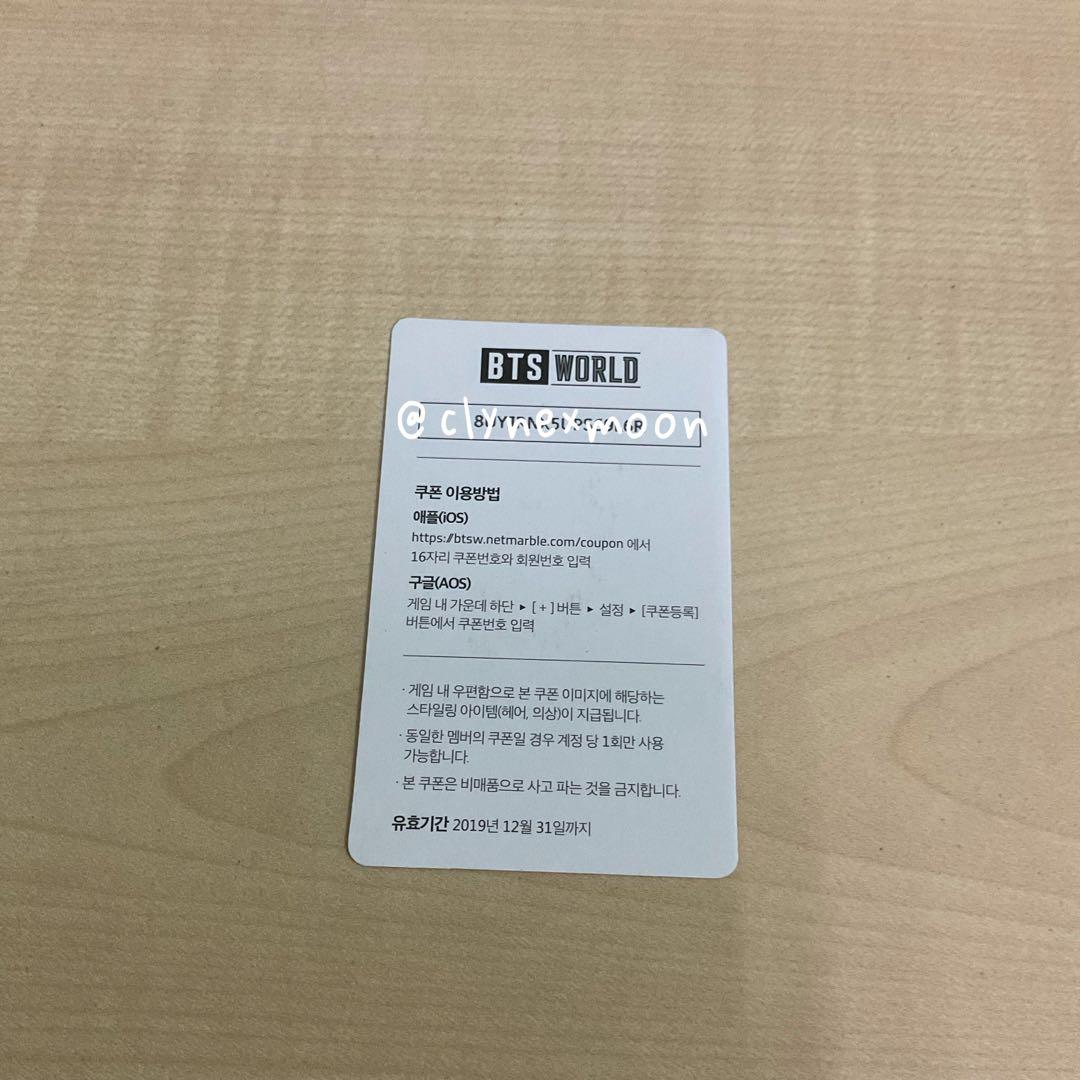 BTS WORLD
@clynexmoon
쿠폰 이용방법
애플(iOS)
https://btsw.netmarble.com/coupon 에서
16자리 쿠폰번호와 회원번호 입력
구글(AOS)
게임 내 가운데 하단 ▸ [ + ] 버튼 ▸ 설정 ▸ [쿠폰등록]
버튼에서 쿠폰번호 입력
· 게임 내 우편함으로 본 쿠폰 이미지에 해당하는
스타일링 아이템(헤어, 의상)이 지급됩니다.
· 동일한 멤버의 쿠폰일 경우 계정 당 1회만 사용
가능합니다.
· 본 쿠폰은 비매품으로 사고 파는 것을 금지합니다.
유효기간 2019년 12월 31일까지